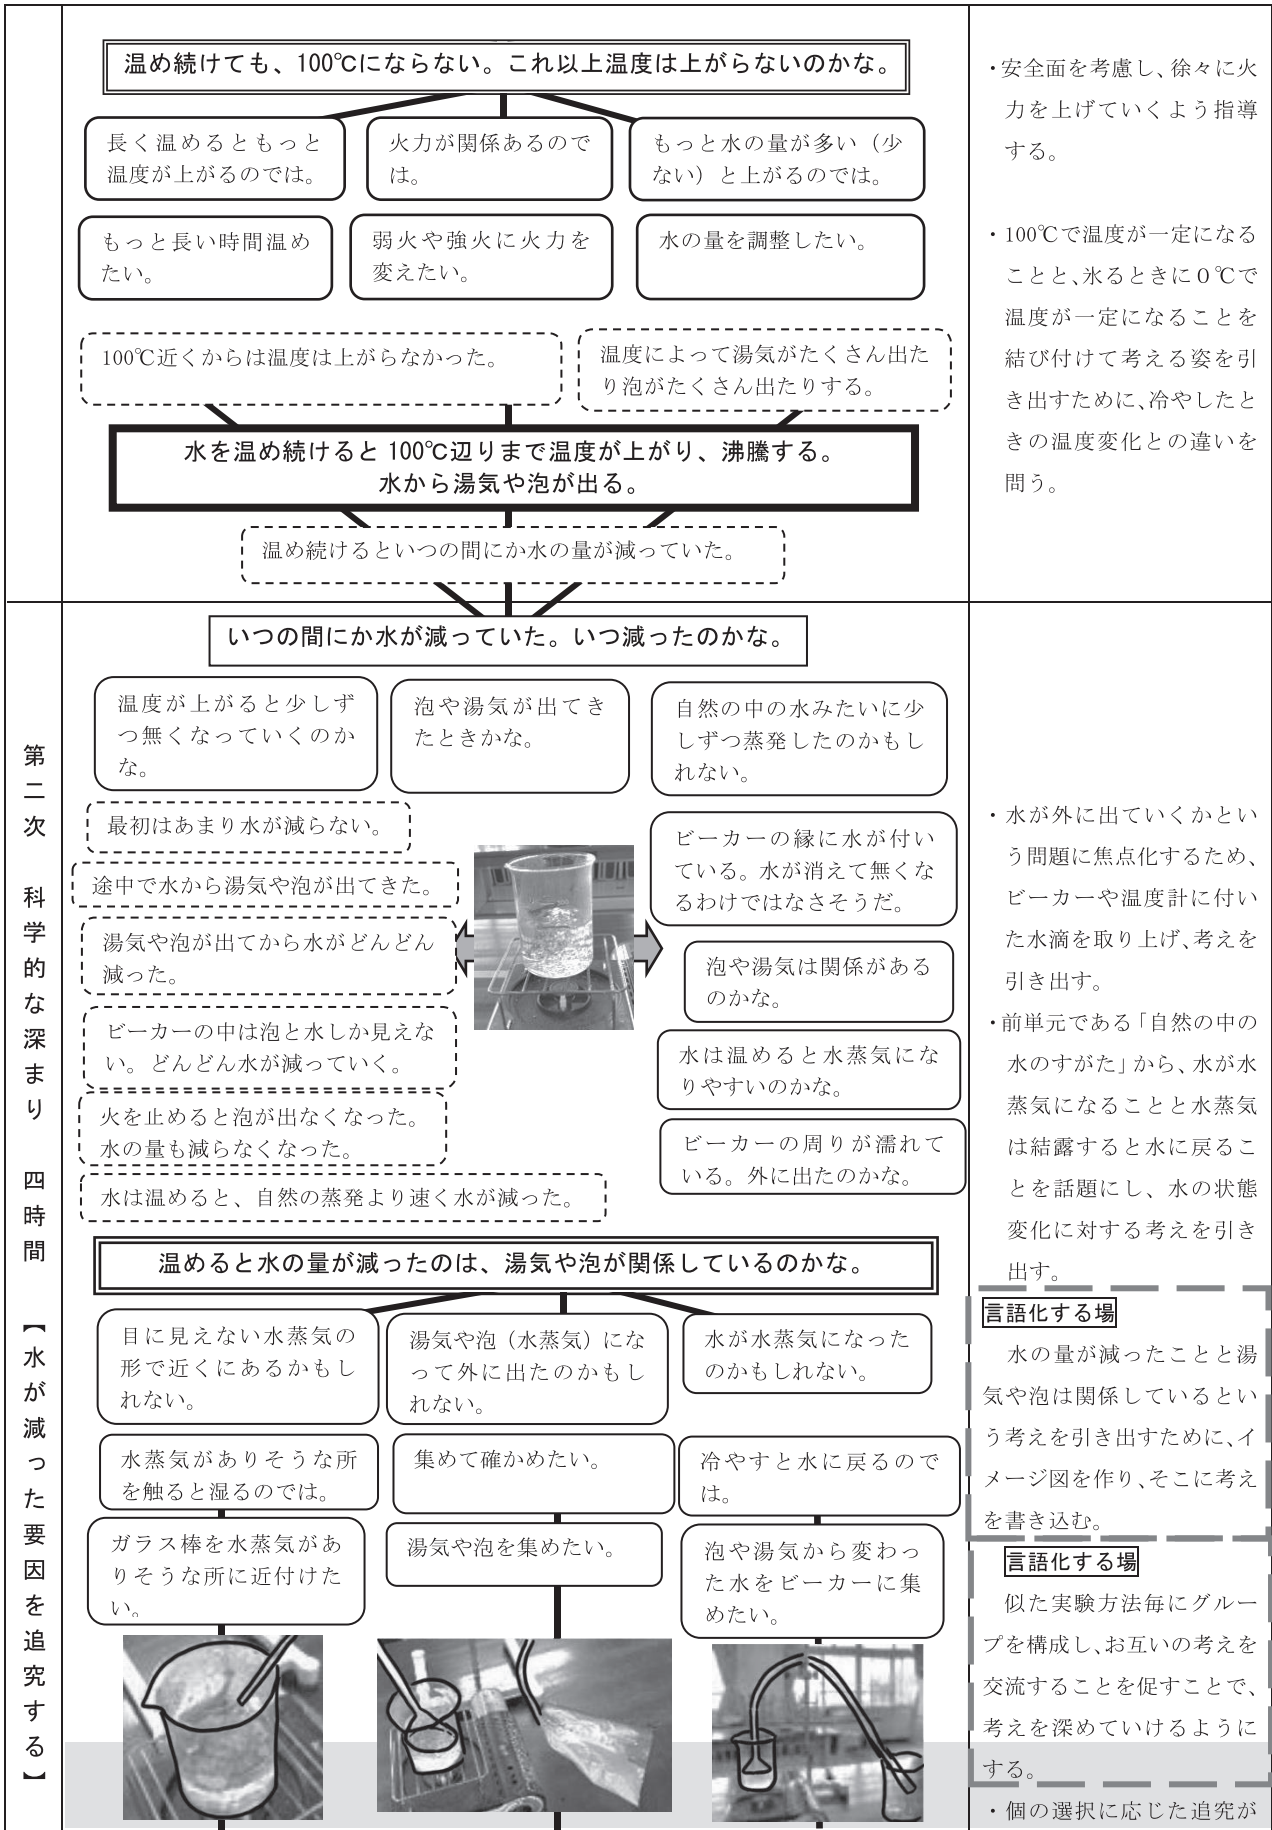 温め続けても、100℃にならない。これ以上温度は上がらないのかな。
長く温めるともっと
温度が上がるのでは。
火力が関係あるので
は。
もっと水の量が多い（少
ない）と上がるのでは。
もっと長い時間温め
たい。
弱火や強火に火力を
変えたい。
水の量を調整したい。
100℃近くからは温度は上がらなかった。
温度によって湯気がたくさん出た
り泡がたくさん出たりする。
水を温め続けると 100℃辺りまで温度が上がり、沸騰する。
水から湯気や泡が出る。
温め続けるといつの間にか水の量が減っていた。
・安全面を考慮し、徐々に火
力を上げていくよう指導
する。
・100℃で温度が一定になる
ことと、氷るときに０℃で
温度が一定になることを
結び付けて考える姿を引
き出すために、冷やしたと
きの温度変化との違いを
問う。
第二次　科学的な深まり　四時間　【水が減った要因を追究する】
いつの間にか水が減っていた。いつ減ったのかな。
温度が上がると少しず
つ無くなっていくのか
な。
泡や湯気が出てき
たときかな。
自然の中の水みたいに少
しずつ蒸発したのかもし
れない。
最初はあまり水が減らない。
途中で水から湯気や泡が出てきた。
湯気や泡が出てから水がどんどん
減った。
ビーカーの中は泡と水しか見えな
い。どんどん水が減っていく。
火を止めると泡が出なくなった。
水の量も減らなくなった。
水は温めると、自然の蒸発より速く水が減った。
ビーカーの縁に水が付い
ている。水が消えて無くな
るわけではなさそうだ。
泡や湯気は関係がある
のかな。
水は温めると水蒸気にな
りやすいのかな。
ビーカーの周りが濡れて
いる。外に出たのかな。
温めると水の量が減ったのは、湯気や泡が関係しているのかな。
目に見えない水蒸気の
形で近くにあるかもし
れない。
湯気や泡（水蒸気）にな
って外に出たのかもし
れない。
水が水蒸気になった
のかもしれない。
水蒸気がありそうな所
を触ると湿るのでは。
集めて確かめたい。
冷やすと水に戻るので
は。
ガラス棒を水蒸気があ
りそうな所に近付けた
い。
湯気や泡を集めたい。
泡や湯気から変わっ
た水をビーカーに集
めたい。
・水が外に出ていくかとい
う問題に焦点化するため、
ビーカーや温度計に付い
た水滴を取り上げ、考えを
引き出す。
・前単元である「自然の中の
水のすがた」から、水が水
蒸気になることと水蒸気
は結露すると水に戻るこ
とを話題にし、水の状態
変化に対する考えを引き
出す。
言語化する場
水の量が減ったことと湯
気や泡は関係しているとい
う考えを引き出すために、イ
メージ図を作り、そこに考え
を書き込む。
言語化する場
似た実験方法毎にグルー
プを構成し、お互いの考えを
交流することを促すことで、
考えを深めていけるように
する。
・個の選択に応じた追究が